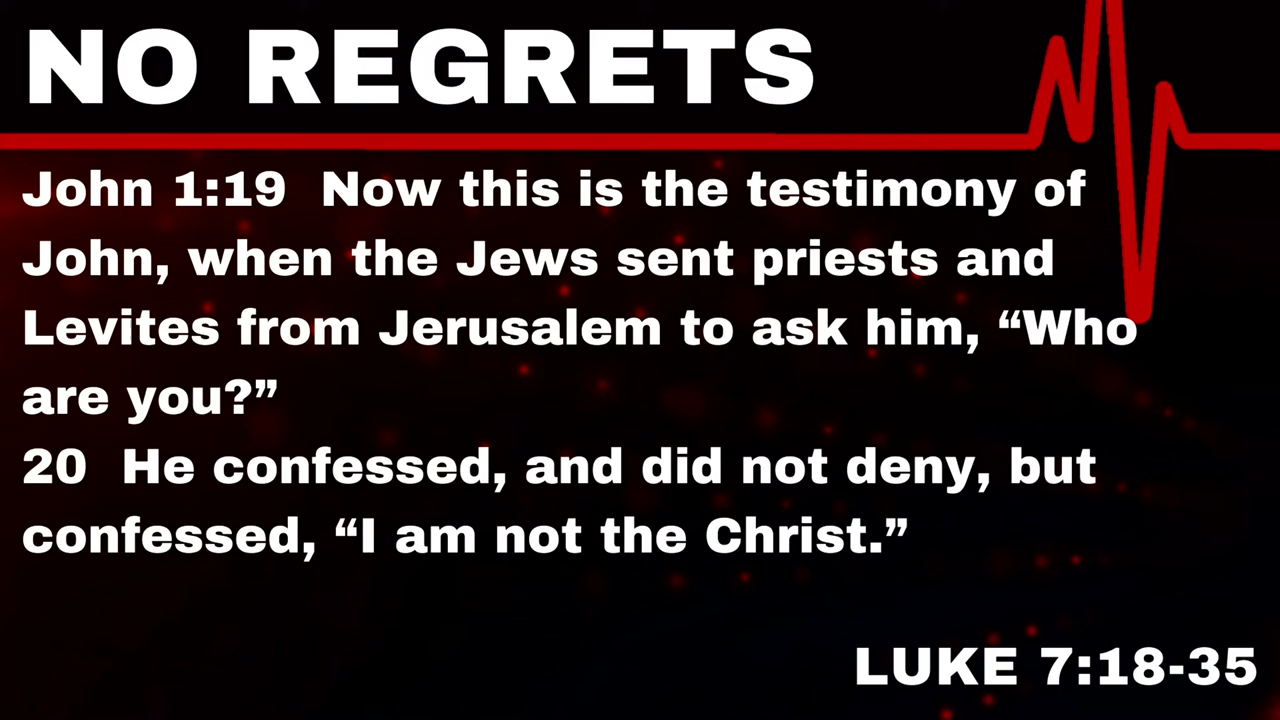 NO REGRETS
John 1:19  Now this is the testimony of
John, when the Jews sent priests and
Levites from Jerusalem to ask him, “Who
are you?”
20  He confessed, and did not deny, but
confessed, “I am not the Christ.”
LUKE 7:18-35